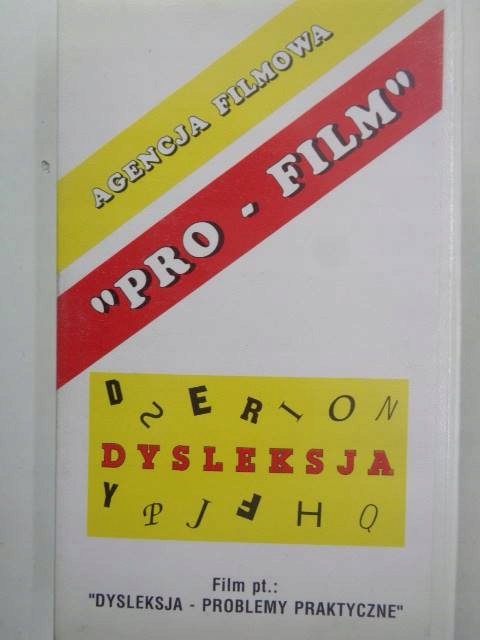 AGENCJA FILMOWA
"PRO - FILM"
D S E R I O N
DYSLEKSJA
Y P J F H Q
Film pt.:
"DYSLEKSJA - PROBLEMY PRAKTYCZNE"